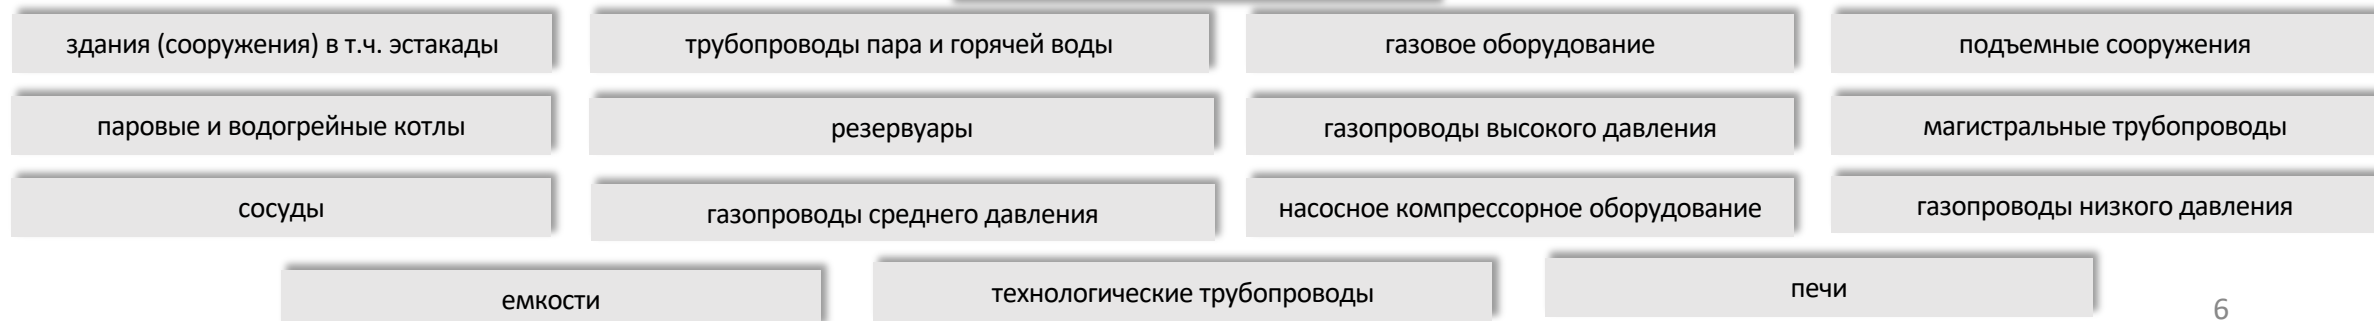 здания (сооружения) в т.ч. эстакады
трубопроводы пара и горячей воды
газовое оборудование
подъемные сооружения
паровые и водогрейные котлы
резервуары
газопроводы высокого давления
магистральные трубопроводы
сосуды
газопроводы среднего давления
насосное компрессорное оборудование
газопроводы низкого давления
емкости
технологические трубопроводы
печи
6